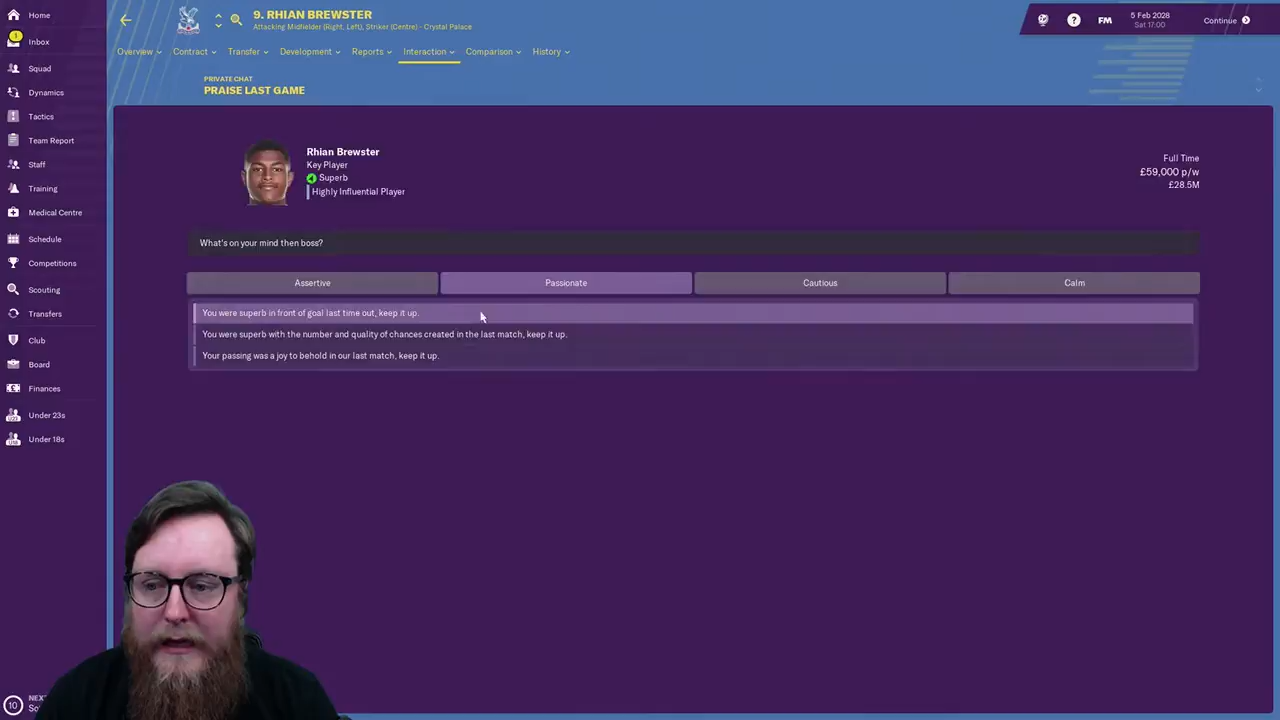 9. RHIAN BREWSTER
Attacking Midfielder (Right, Left), Striker (Centre) - Crystal Palace
FM
5 Feb 2028
Sat 17:00
Continue
Overview
Contract
Transfer
Development
Reports
Interaction
Comparison
History
PRIVATE CHAT
PRAISE LAST GAME
Home
1
Inbox
Squad
Dynamics
Tactics
Team Report
Staff
Training
Medical Centre
Schedule
Competitions
Scouting
Transfers
Club
Board
Finances
Under 23s
Under 18s
10
Rhian Brewster
Key Player
Superb
Highly Influential Player
Full Time
£59,000 p/w
£28.5M
What's on your mind then boss?
Assertive
Passionate
Cautious
Calm
You were superb in front of goal last time out, keep it up.
You were superb with the number and quality of chances created in the last match, keep it up.
Your passing was a joy to behold in our last match, keep it up.